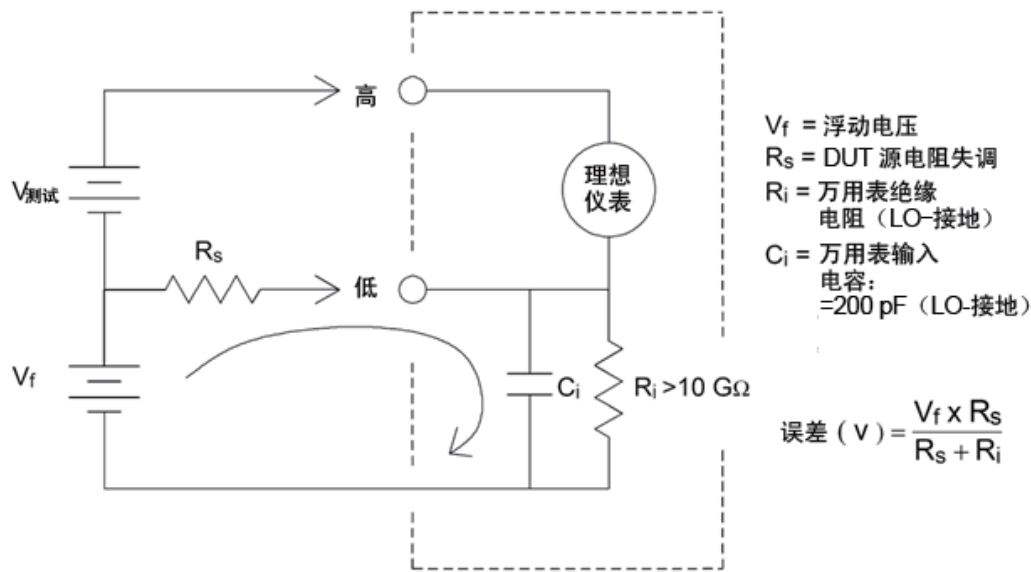 高
V测试
理想
仪表
Rs
低
Vf
Ci
Ri >10 GΩ
Vf = 浮动电压
Rs = DUT 源电阻失调
Ri = 万用表绝缘
电阻（LO-接地）
Ci = 万用表输入
电容：
=200 pF（LO-接地）
误差 ( v ) = Vf x Rs
Rs + Ri